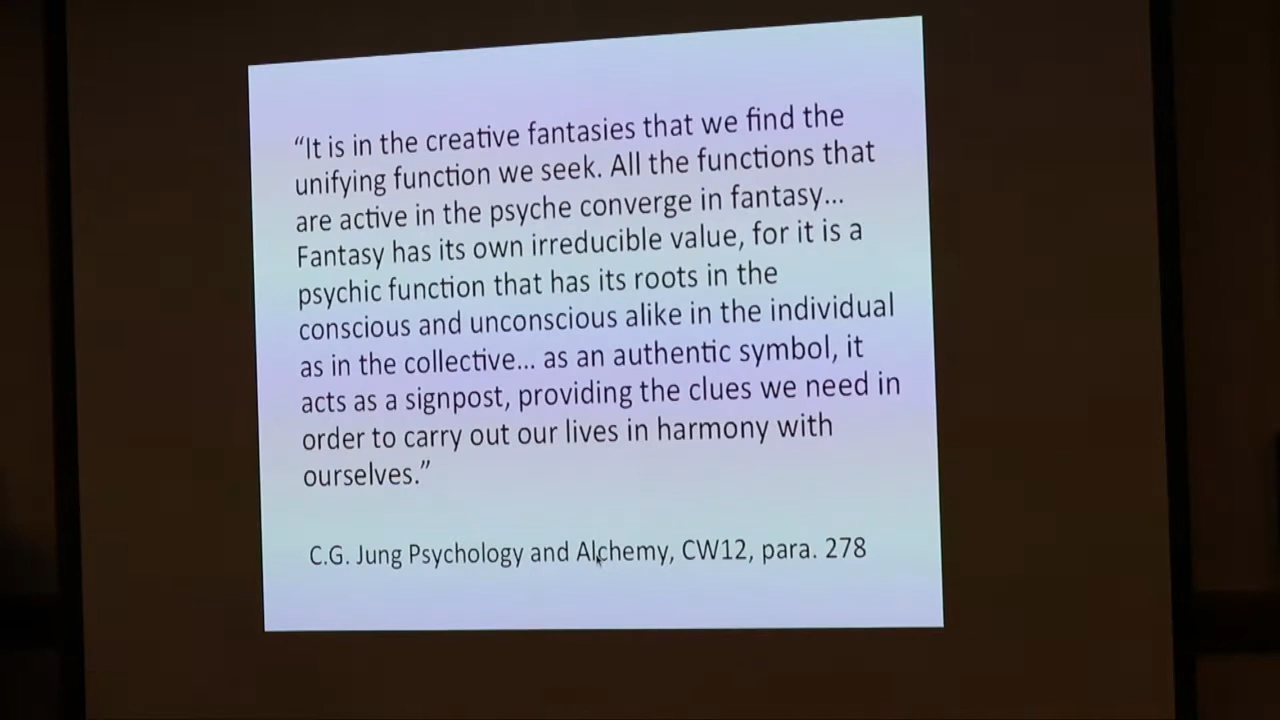 “It is in the creative fantasies that we find the
unifying function we seek. All the functions that
are active in the psyche converge in fantasy...
Fantasy has its own irreducible value, for it is a
psychic function that has its roots in the
conscious and unconscious alike in the individual
as in the collective... as an authentic symbol, it
acts as a signpost, providing the clues we need in
order to carry out our lives in harmony with
ourselves.”
C.G. Jung Psychology and Alchemy, CW12, para. 278